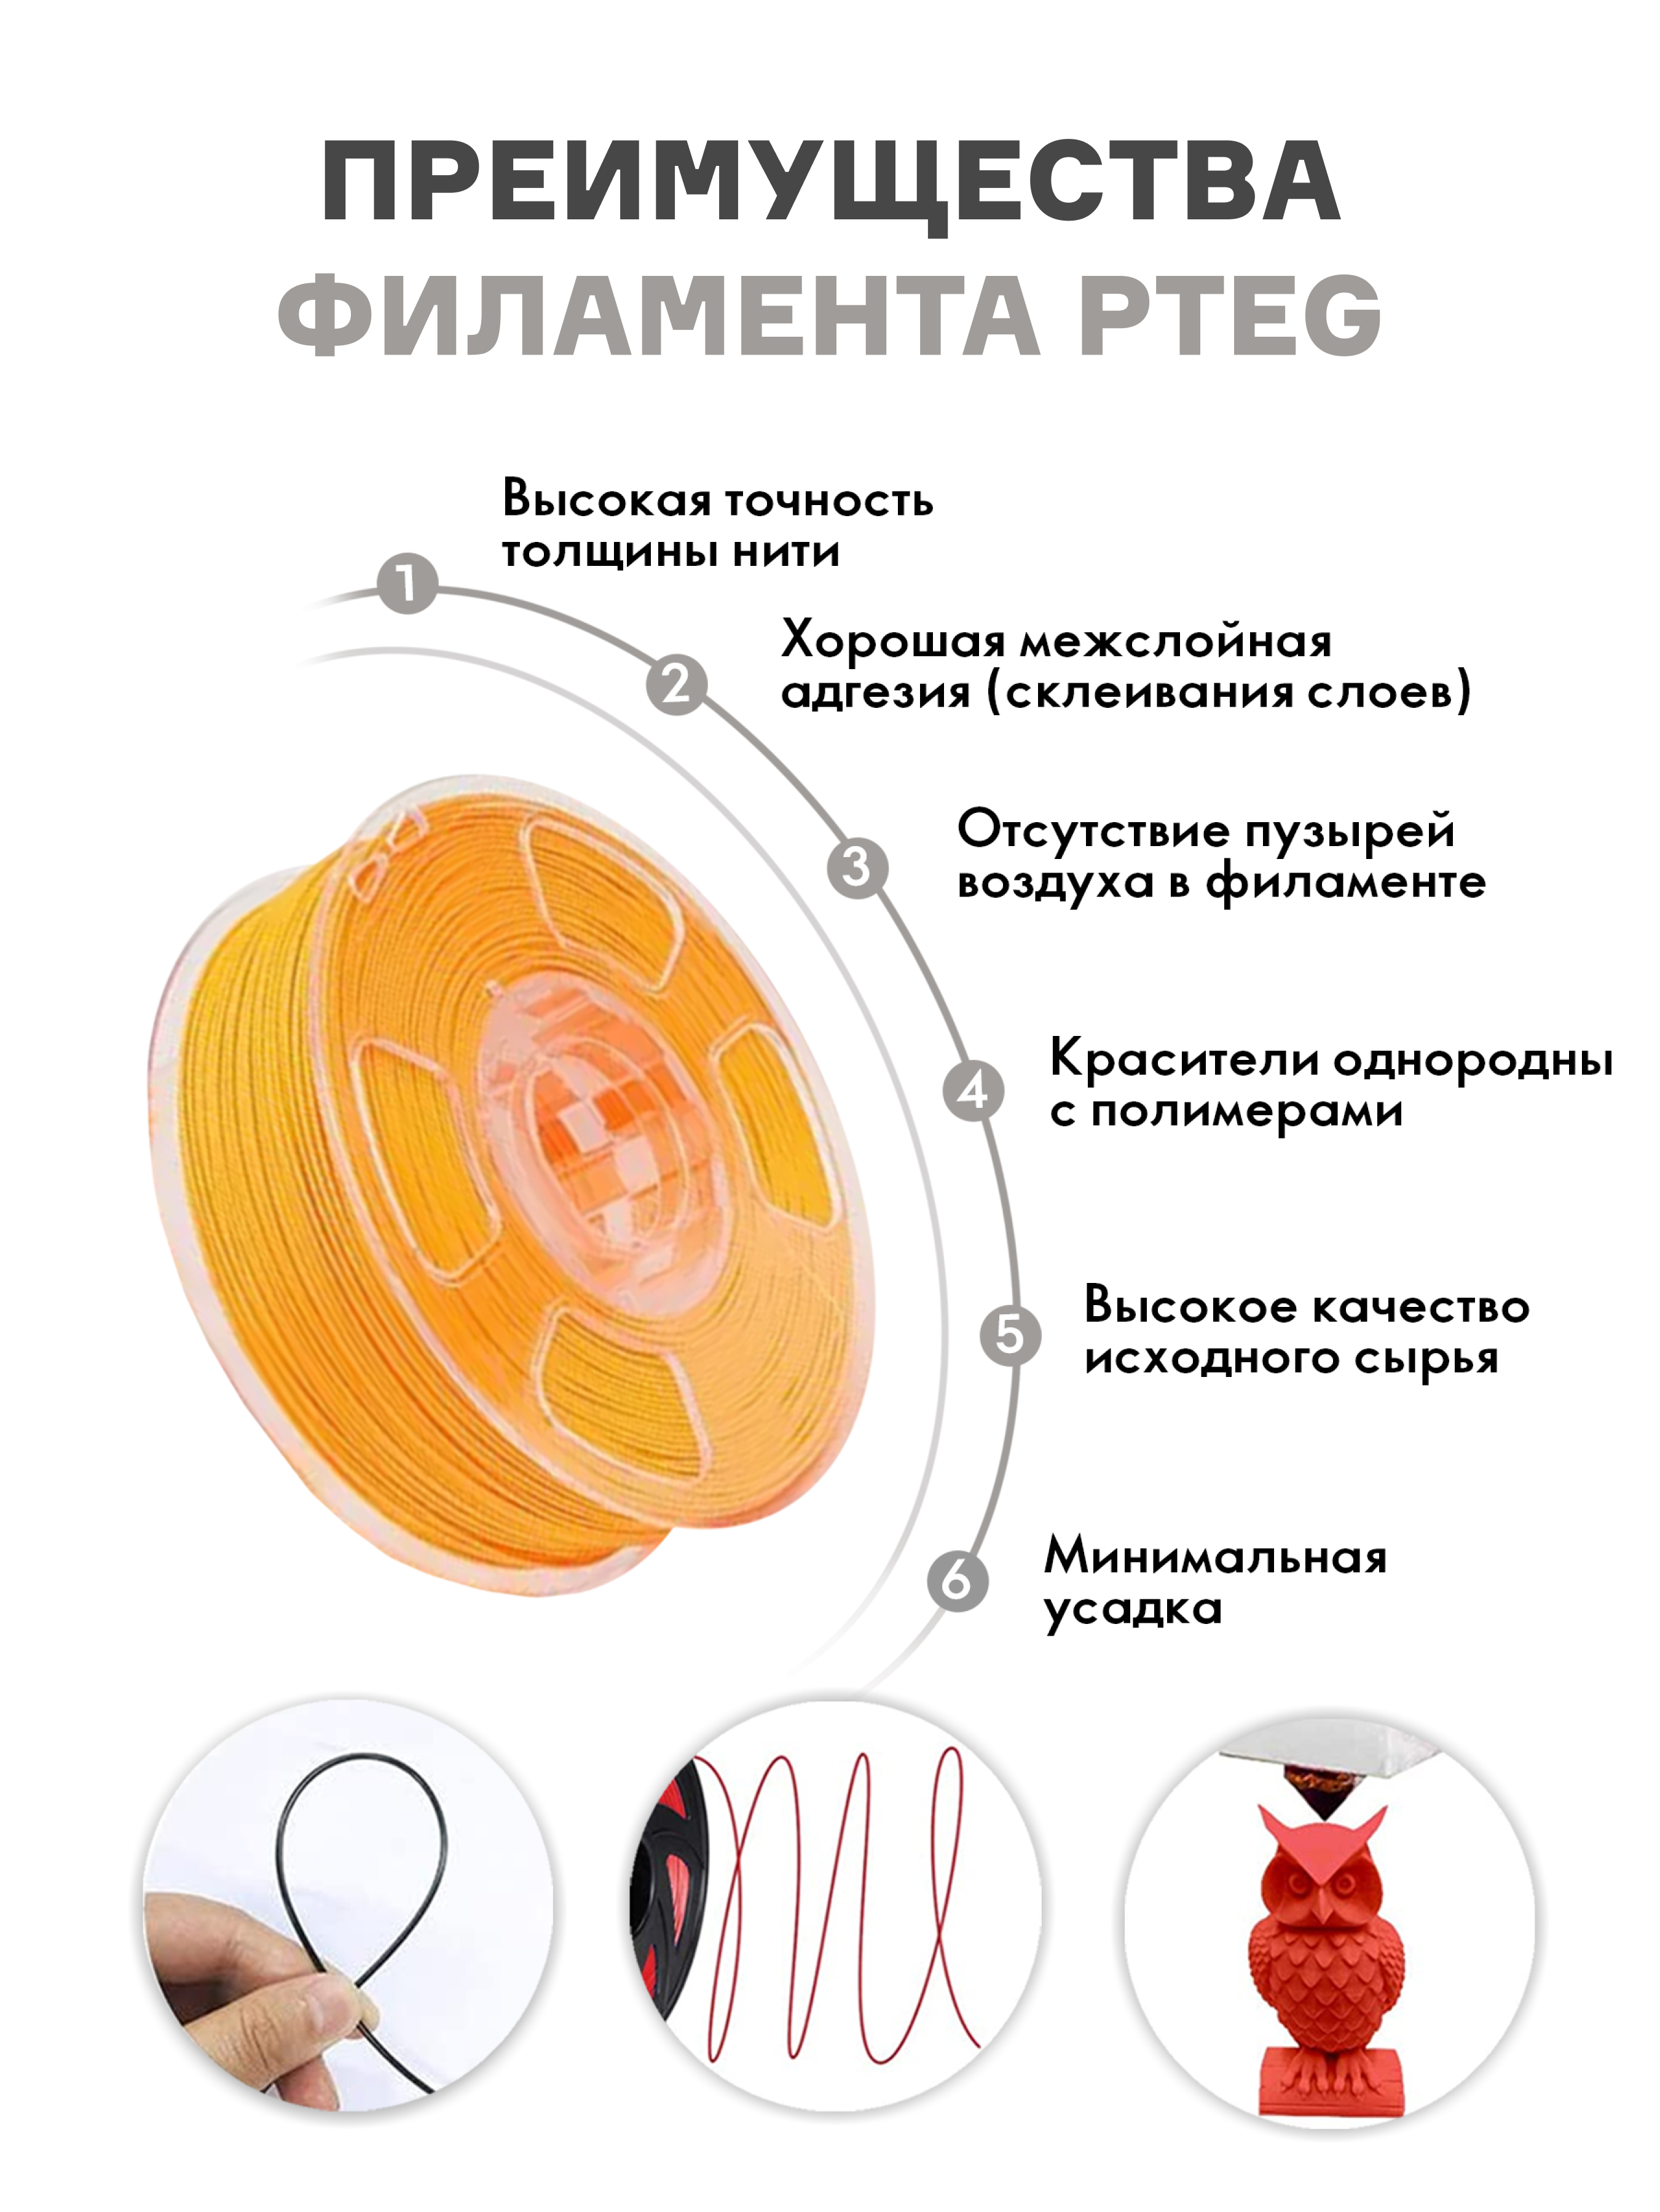 ПРЕИМУЩЕСТВА
ФИЛАМЕНТА PTEG
1
Высокая точность
толщины нити
2
Хорошая межслойная
адгезия (склеивания слоев)
3
Отсутствие пузырей
воздуха в филаменте
4
Красители однородны
с полимерами
5
Высокое качество
исходного сырья
6
Минимальная
усадка